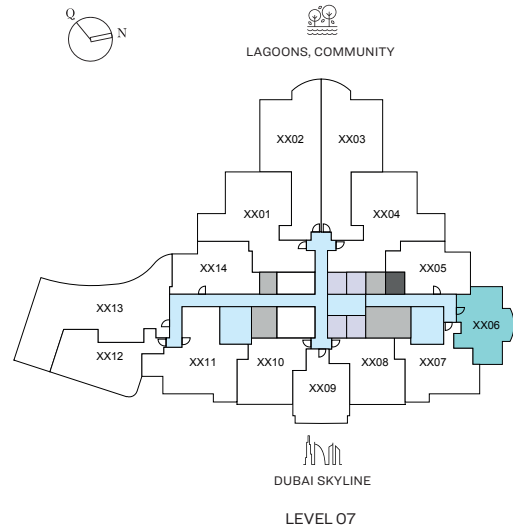 Q
N
LAGOONS, COMMUNITY
XX02 XX03
XX01 XX04
XX14 XX05
XX13
XX06
XX12 XX11 XX10 XX08 XX07
XX09
DUBAI SKYLINE
LEVEL 07